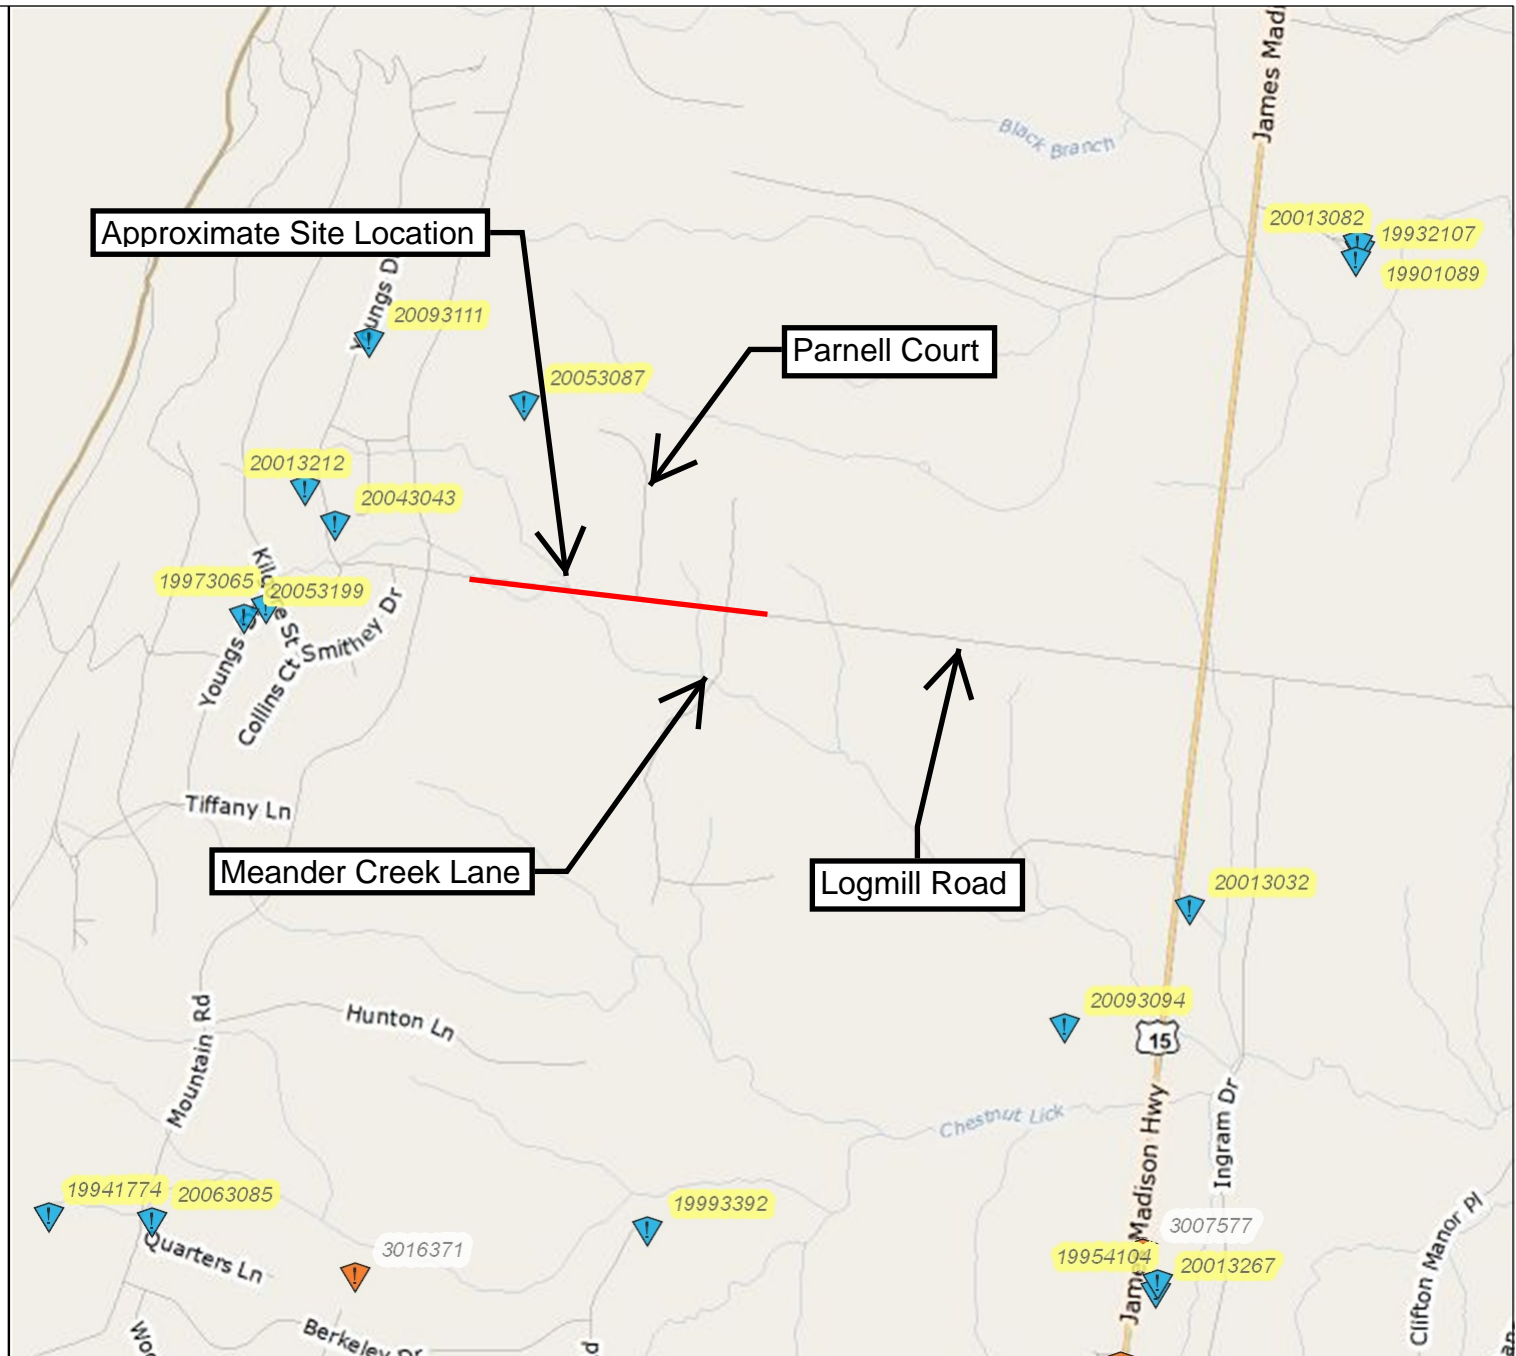 James Madi
Black Branch
20013082
19932107
19901089
Approximate Site Location
20093111
Parnell Court
20053087
20013212
20043043
19973065
20053199
Smithey Dr
Collins Ct
Youngs
Tiffany Ln
Meander Creek Lane
Logmill Road
20013032
20093094
15
Mountain Rd
Hunton Ln
Chestnut Lick
James Madison Hwy
Ingram Dr
19941774
20063085
19993392
3007577
Quarters Ln
3016371
19954104
20013267
Clifton Manor Pl
Berkeley Dr